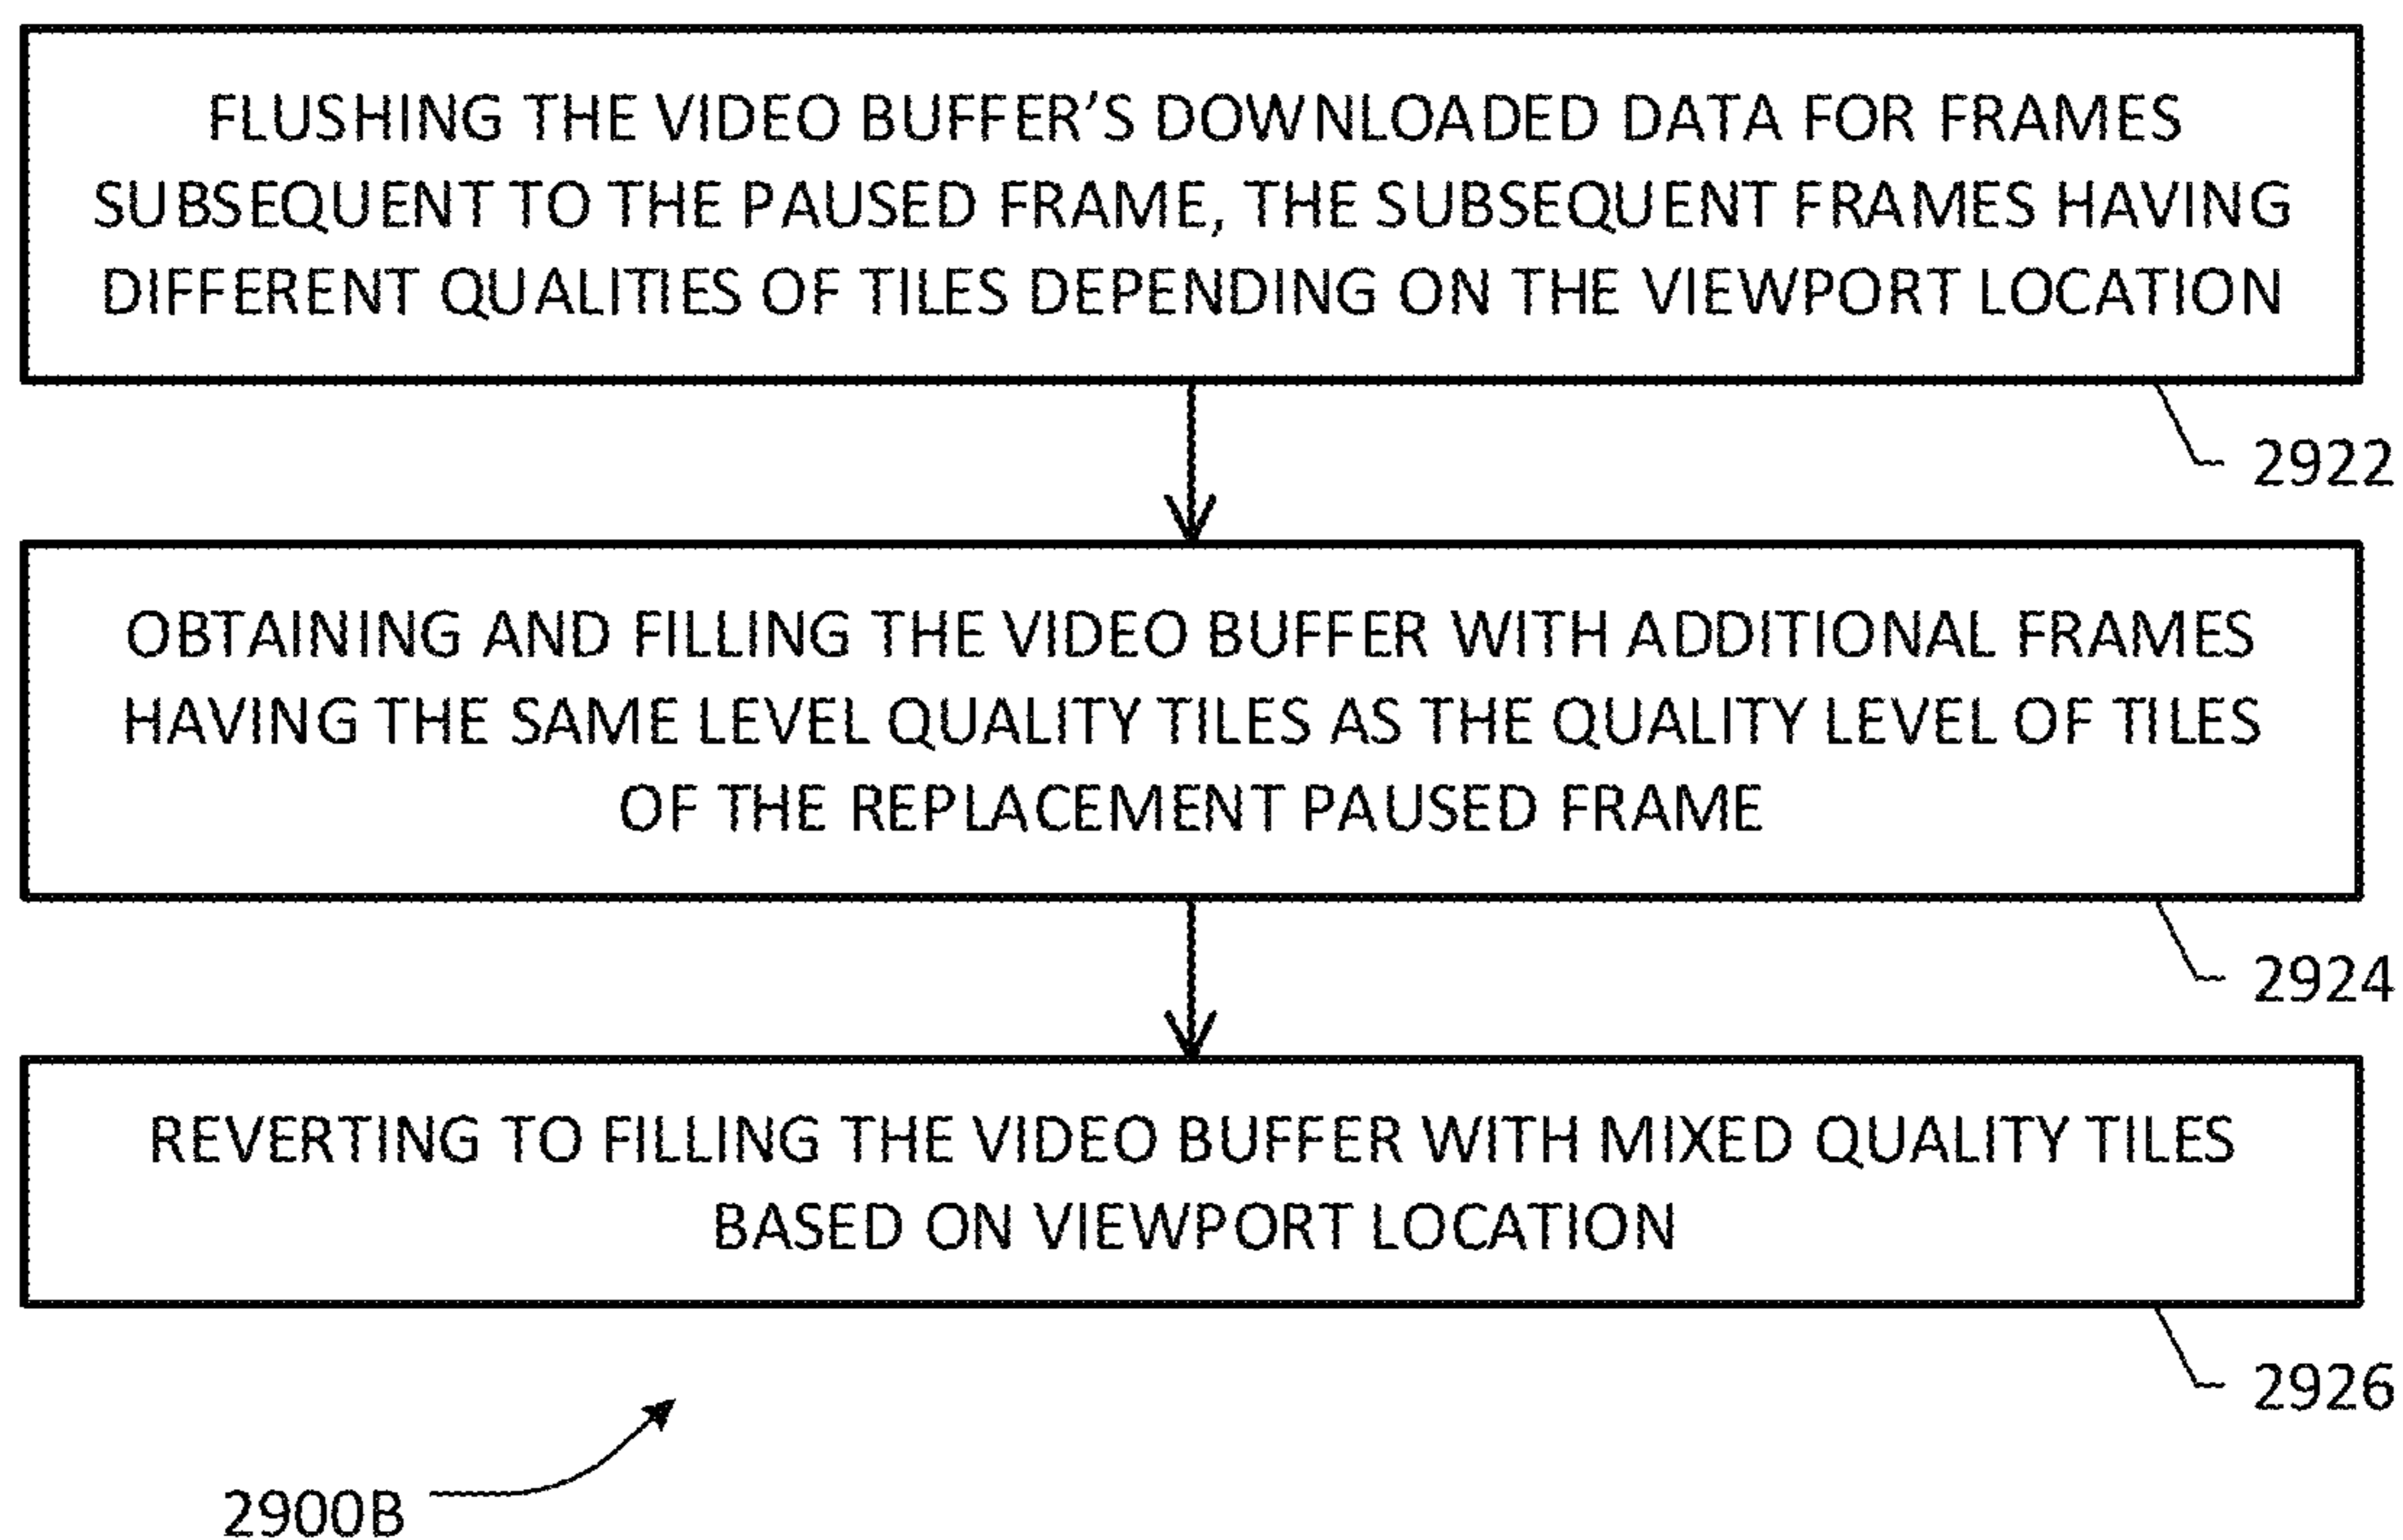 FLUSHING THE VIDEO BUFFER’S DOWNLOADED DATA FOR FRAMES
SUBSEQUENT TO THE PAUSED FRAME, THE SUBSEQUENT FRAMES HAVING
DIFFERENT QUALITIES OF TILES DEPENDING ON THE VIEWPORT LOCATION
2922
OBTAINING AND FILLING THE VIDEO BUFFER WITH ADDITIONAL FRAMES
HAVING THE SAME LEVEL QUALITY TILES AS THE QUALITY LEVEL OF TILES
OF THE REPLACEMENT PAUSED FRAME
2924
REVERTING TO FILLING THE VIDEO BUFFER WITH MIXED QUALITY TILES
BASED ON VIEWPORT LOCATION
2926
2900B